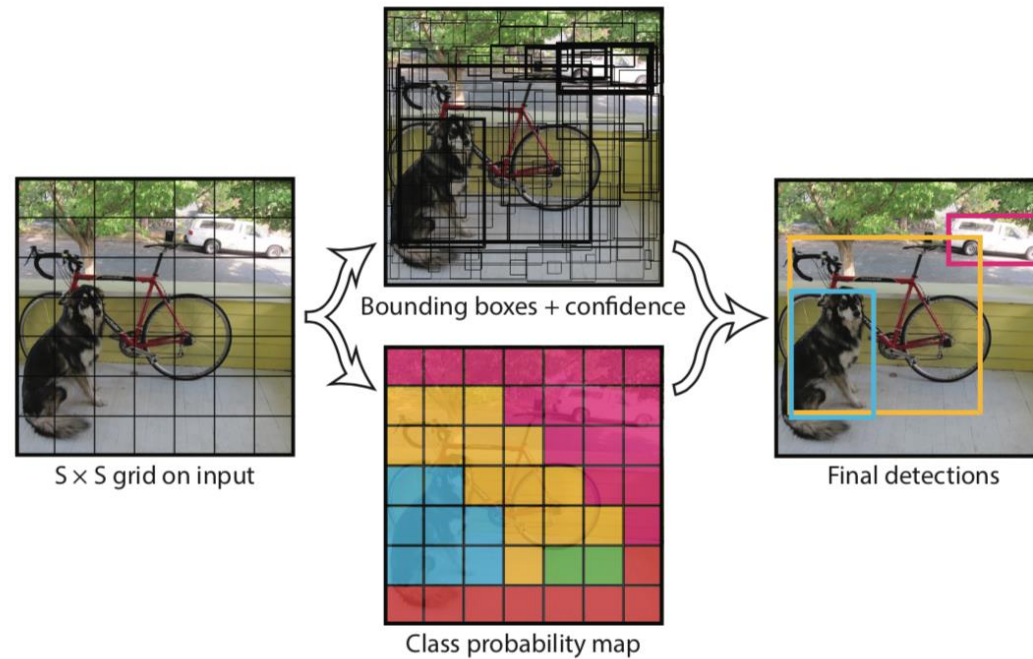 Bounding boxes + confidence
S × S grid on input
Final detections
Class probability map